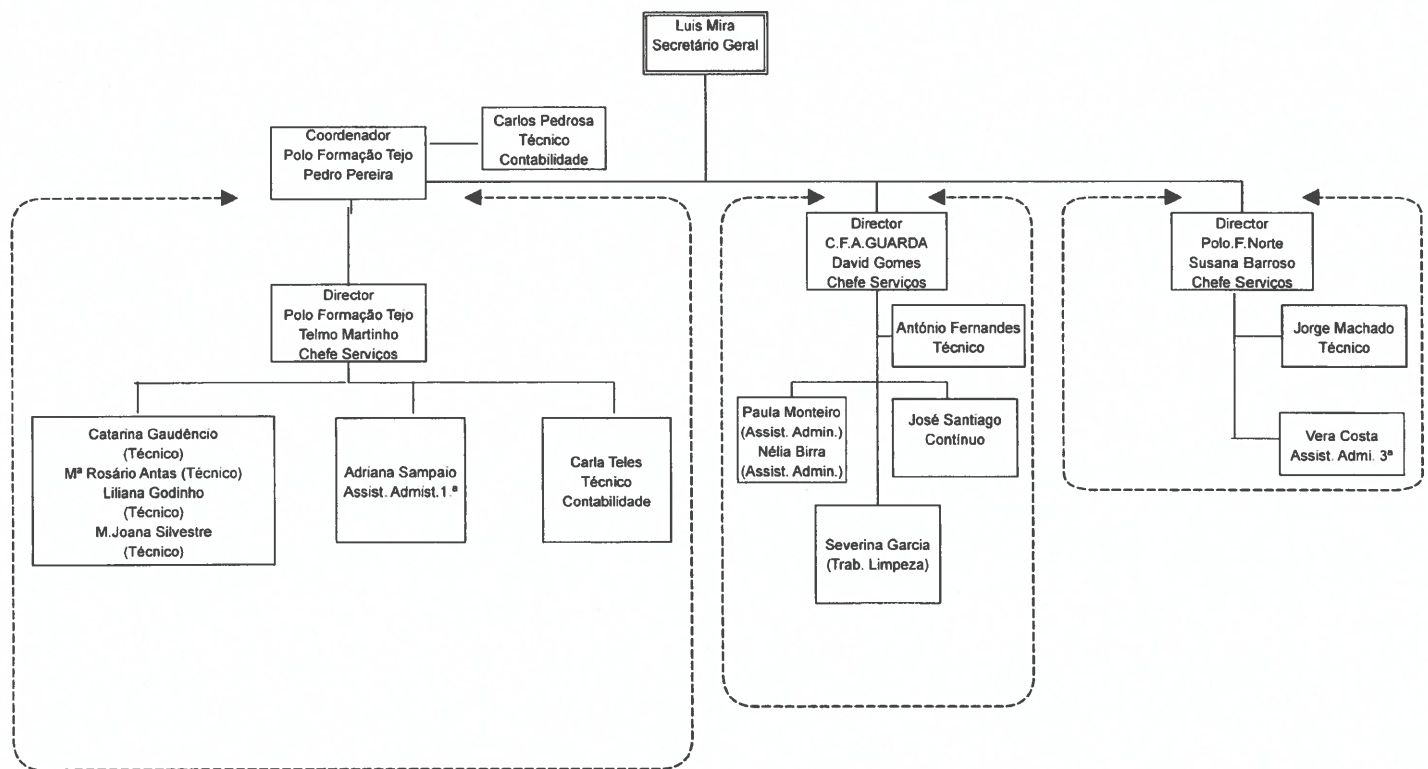 Luis Mira
Secretário Geral
Carlos Pedrosa
Técnico
Contabilidade
Coordenador
Polo Formação Tejo
Pedro Pereira
Director
Polo Formação Tejo
Telmo Martinho
Chefe Serviços
Catarina Gaudêncio
(Técnico)
Mª Rosário Antas (Técnico)
Liliana Godinho
(Técnico)
M.Joana Silvestre
(Técnico)
Adriana Sampaio
Assist. Admist.1.ª
Carla Teles
Técnico
Contabilidade
Director
C.F.A.GUARDA
David Gomes
Chefe Serviços
António Fernandes
Técnico
Paula Monteiro
(Assist. Admin.)
Nélia Birra
(Assist. Admin.)
José Santiago
Contínuo
Severina Garcia
(Trab. Limpeza)
Director
Polo.F.Norte
Susana Barroso
Chefe Serviços
Jorge Machado
Técnico
Vera Costa
Assist. Admi. 3ª